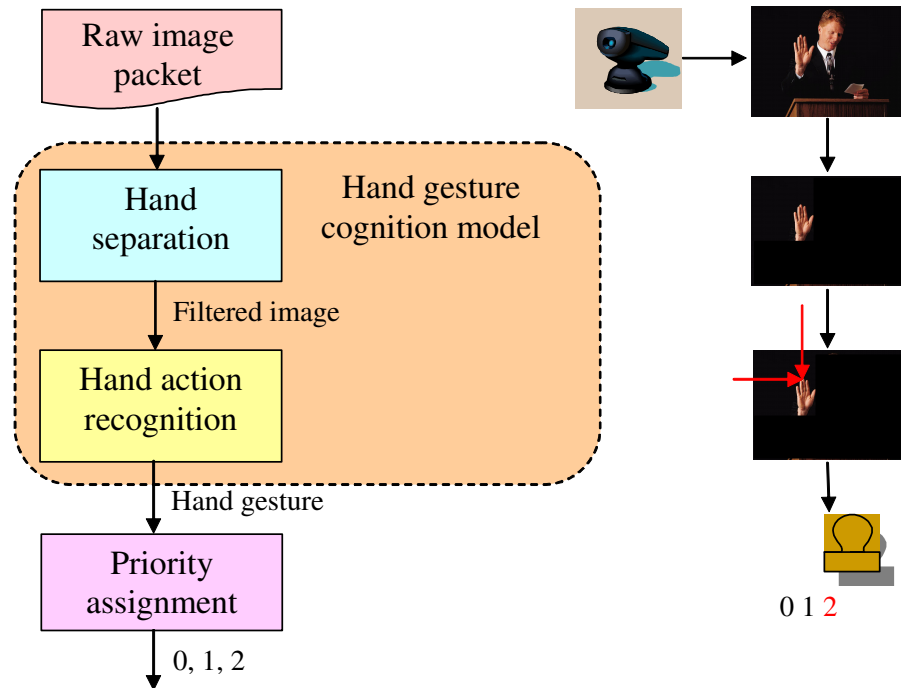 Raw image
packet
Hand
separation
Hand gesture
cognition model
Filtered image
Hand action
recognition
Hand gesture
Priority
assignment
0, 1, 2
0 1 2